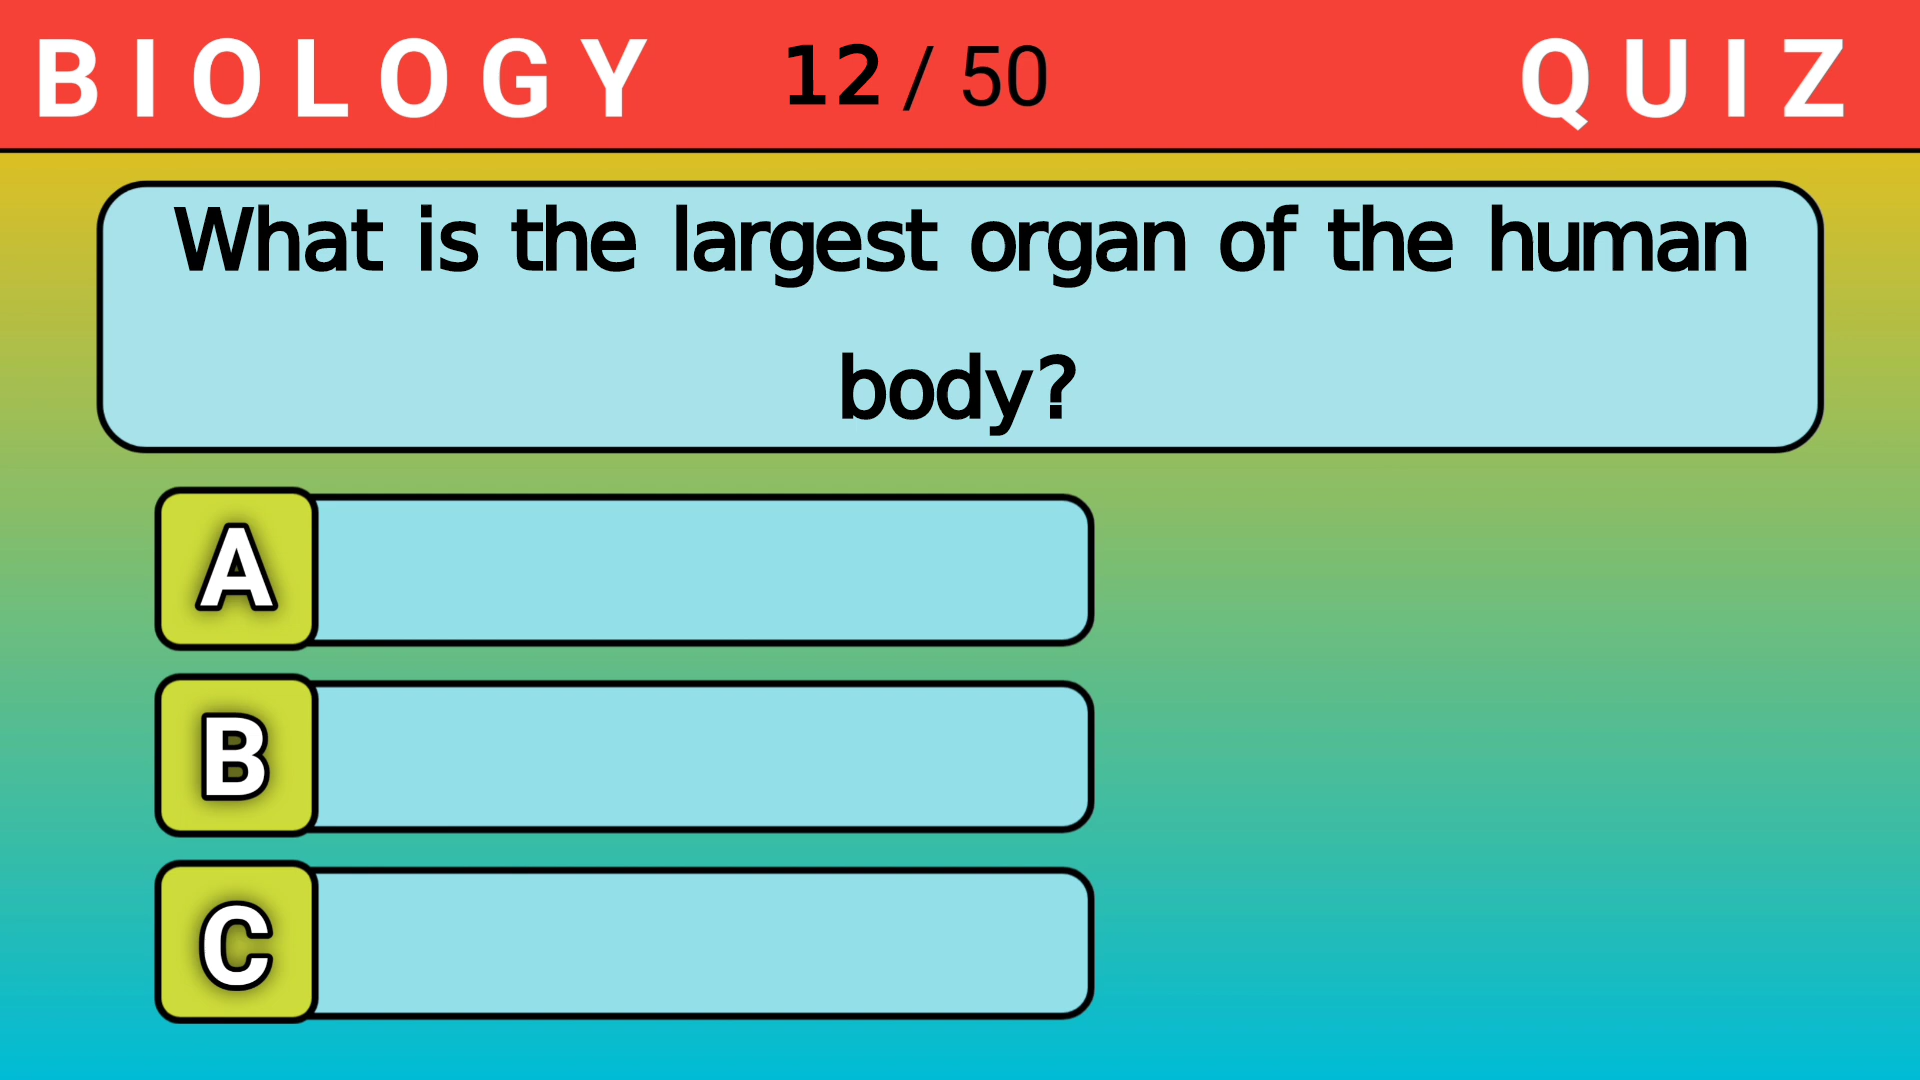 BIOLOGY 12 / 50 QUIZ
What is the largest organ of the human
body?
A
B
C